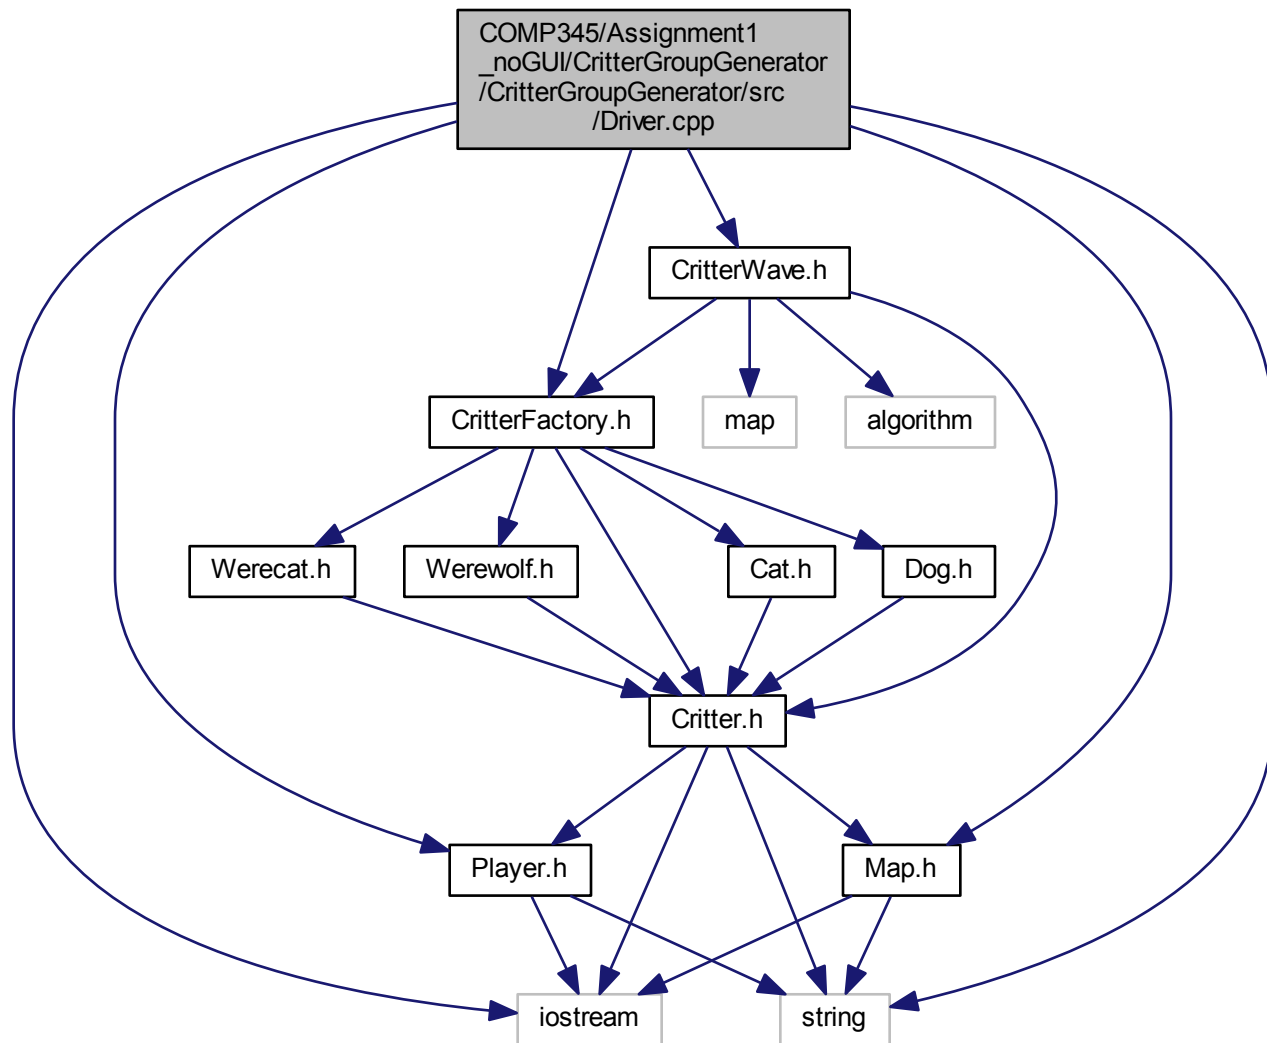 COMP345/Assignment1
_noGUI/CritterGroupGenerator
/CritterGroupGenerator/src
/Driver.cpp
CritterWave.h
CritterFactory.h
map
algorithm
Werecat.h
Werewolf.h
Cat.h
Dog.h
Critter.h
Player.h
Map.h
iostream
string